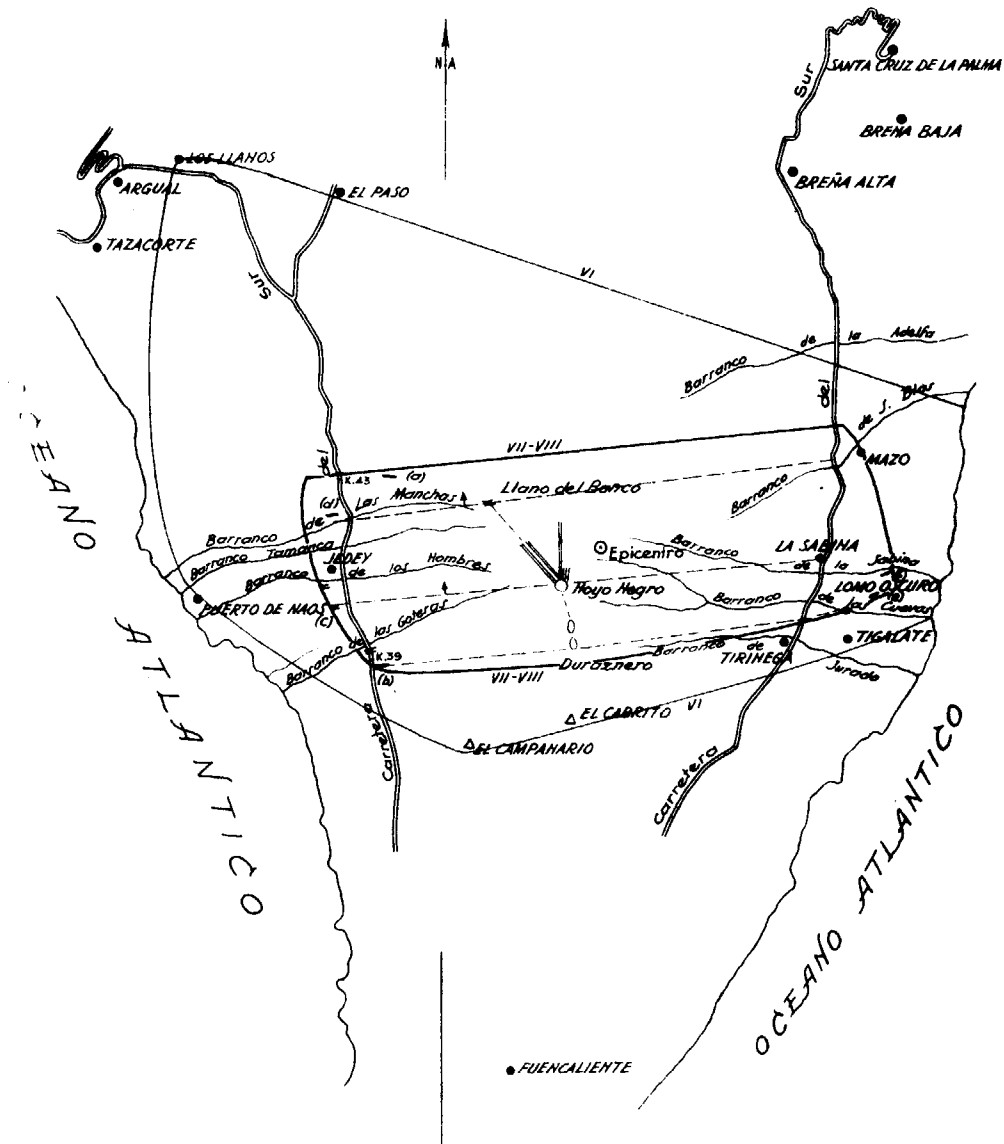 N A
SANTA CRUZ DE LA PALMA
Sur
BREÑA BAJA
LOS LLANOS
ARGUAL
EL PASO
BREÑA ALTA
TAZACORTE
Sur
VI
Barranco de la Adelfa
del
Barranco de S. Blas
OCEANO ATLANTICO
del
VII-VIII
MAZO
K.43
(a)
(d)
Llano del Banco
Barranco de Las Manchas
Barranco Tamanca
JEDEY
Barranco de los Hombres
Epicentro
Barranco de la Sabina
LA SABINA
Hoyo Negro
LOMO OSCURO
PUERTO DE NAOS
(c)
Barranco de las Cuevas
Barranco de los Goteras
K.39
(b)
VII-VIII
Duraznero
Barranco de Jurado
TIRIMEGA
TIGALATE
EL CABRITO
VI
EL CAMPANARIO
Carretera
Carretera
OCEANO ATLANTICO
FUENCALIENTE